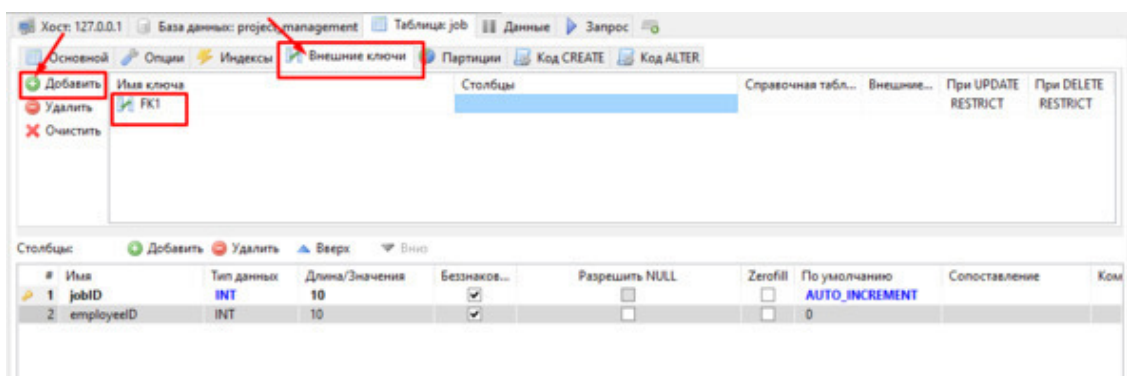 Хост: 127.0.0.1 База данных: project_management Таблица: job Данные Запрос
Основной Опции Индексы Внешние ключи Партиции Код CREATE Код ALTER
Добавить Имя ключа Столбцы Справочная табл... Внешние... При UPDATE При DELETE
Удалить FK1 RESTRICT RESTRICT
Очистить
Столбцы: Добавить Удалить Вверх Вниз
# Имя Тип данных Длина/Значения Беззнаков... Разрешить NULL Zerofill По умолчанию Сопоставление Ком
1 jobID INT 10 AUTO_INCREMENT
2 employeeID INT 10 0